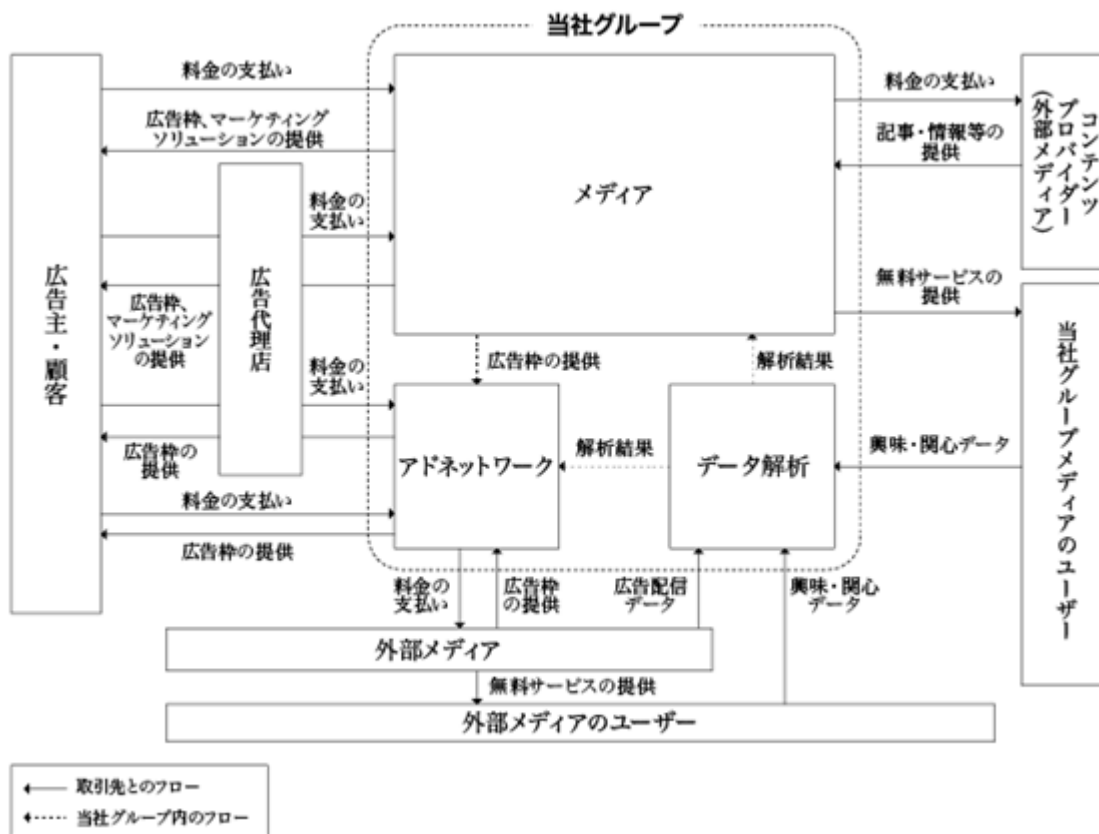 当社グループ
料金の支払い
広告枠、マーケティング
ソリューションの提供
料金の
支払い
広告主・顧客
広告代理店
広告枠、
マーケティング
ソリューション
の提供
料金の
支払い
広告枠の
提供
料金の支払い
広告枠の提供
メディア
広告枠の提供
解析結果
アドネットワーク
解析結果
データ解析
料金の支払い
記事・情報等の
提供
コンテンツ
プロバイダー
(外部メディア)
無料サービスの
提供
興味・関心データ
当社グループメディアのユーザー
料金の
支払い
広告枠
の提供
広告配信
データ
興味・関心
データ
外部メディア
無料サービスの提供
外部メディアのユーザー
取引先とのフロー
当社グループ内のフロー